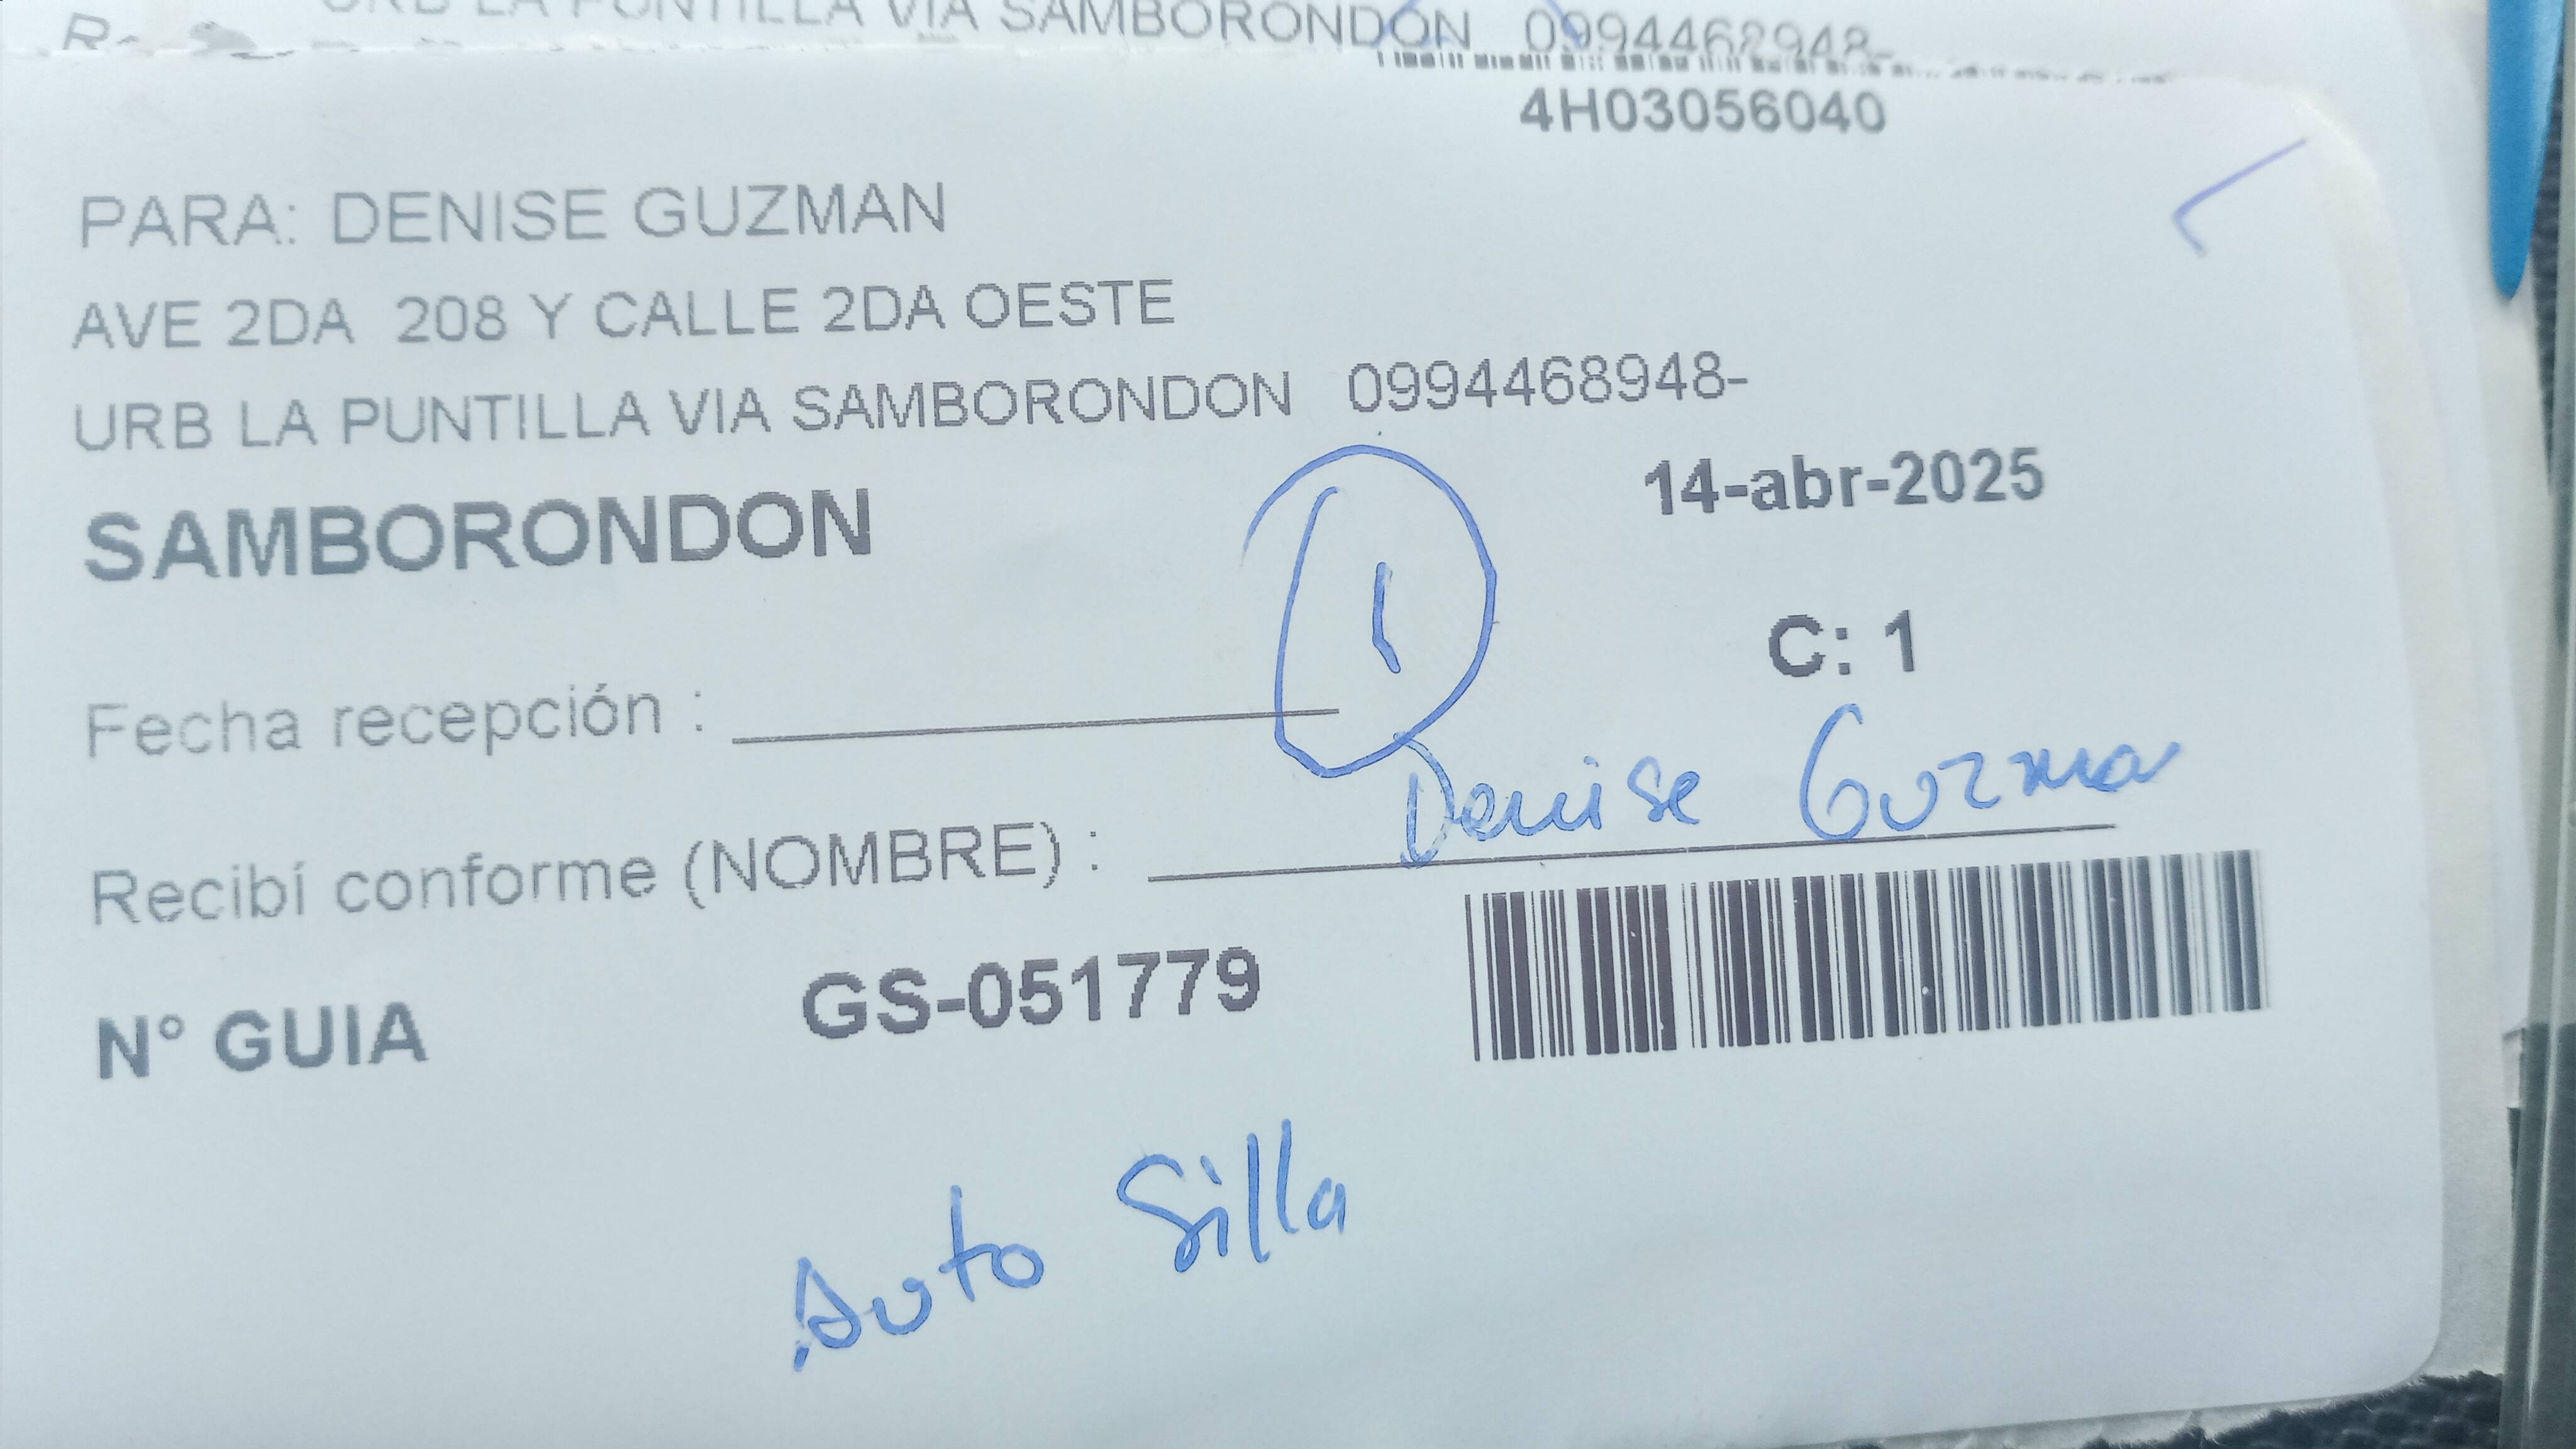 URB LA PUNTILLA VIA SAMBORONDON 0994468948-
4H03056040
PARA: DENISE GUZMAN
AVE 2DA 208 Y CALLE 2DA OESTE
URB LA PUNTILLA VIA SAMBORONDON 0994468948-
SAMBORONDON
14-abr-2025
1
C: 1
Fecha recepción :
Recibí conforme (NOMBRE) : Denise Guzman
N° GUIA GS-051779
Auto Silla